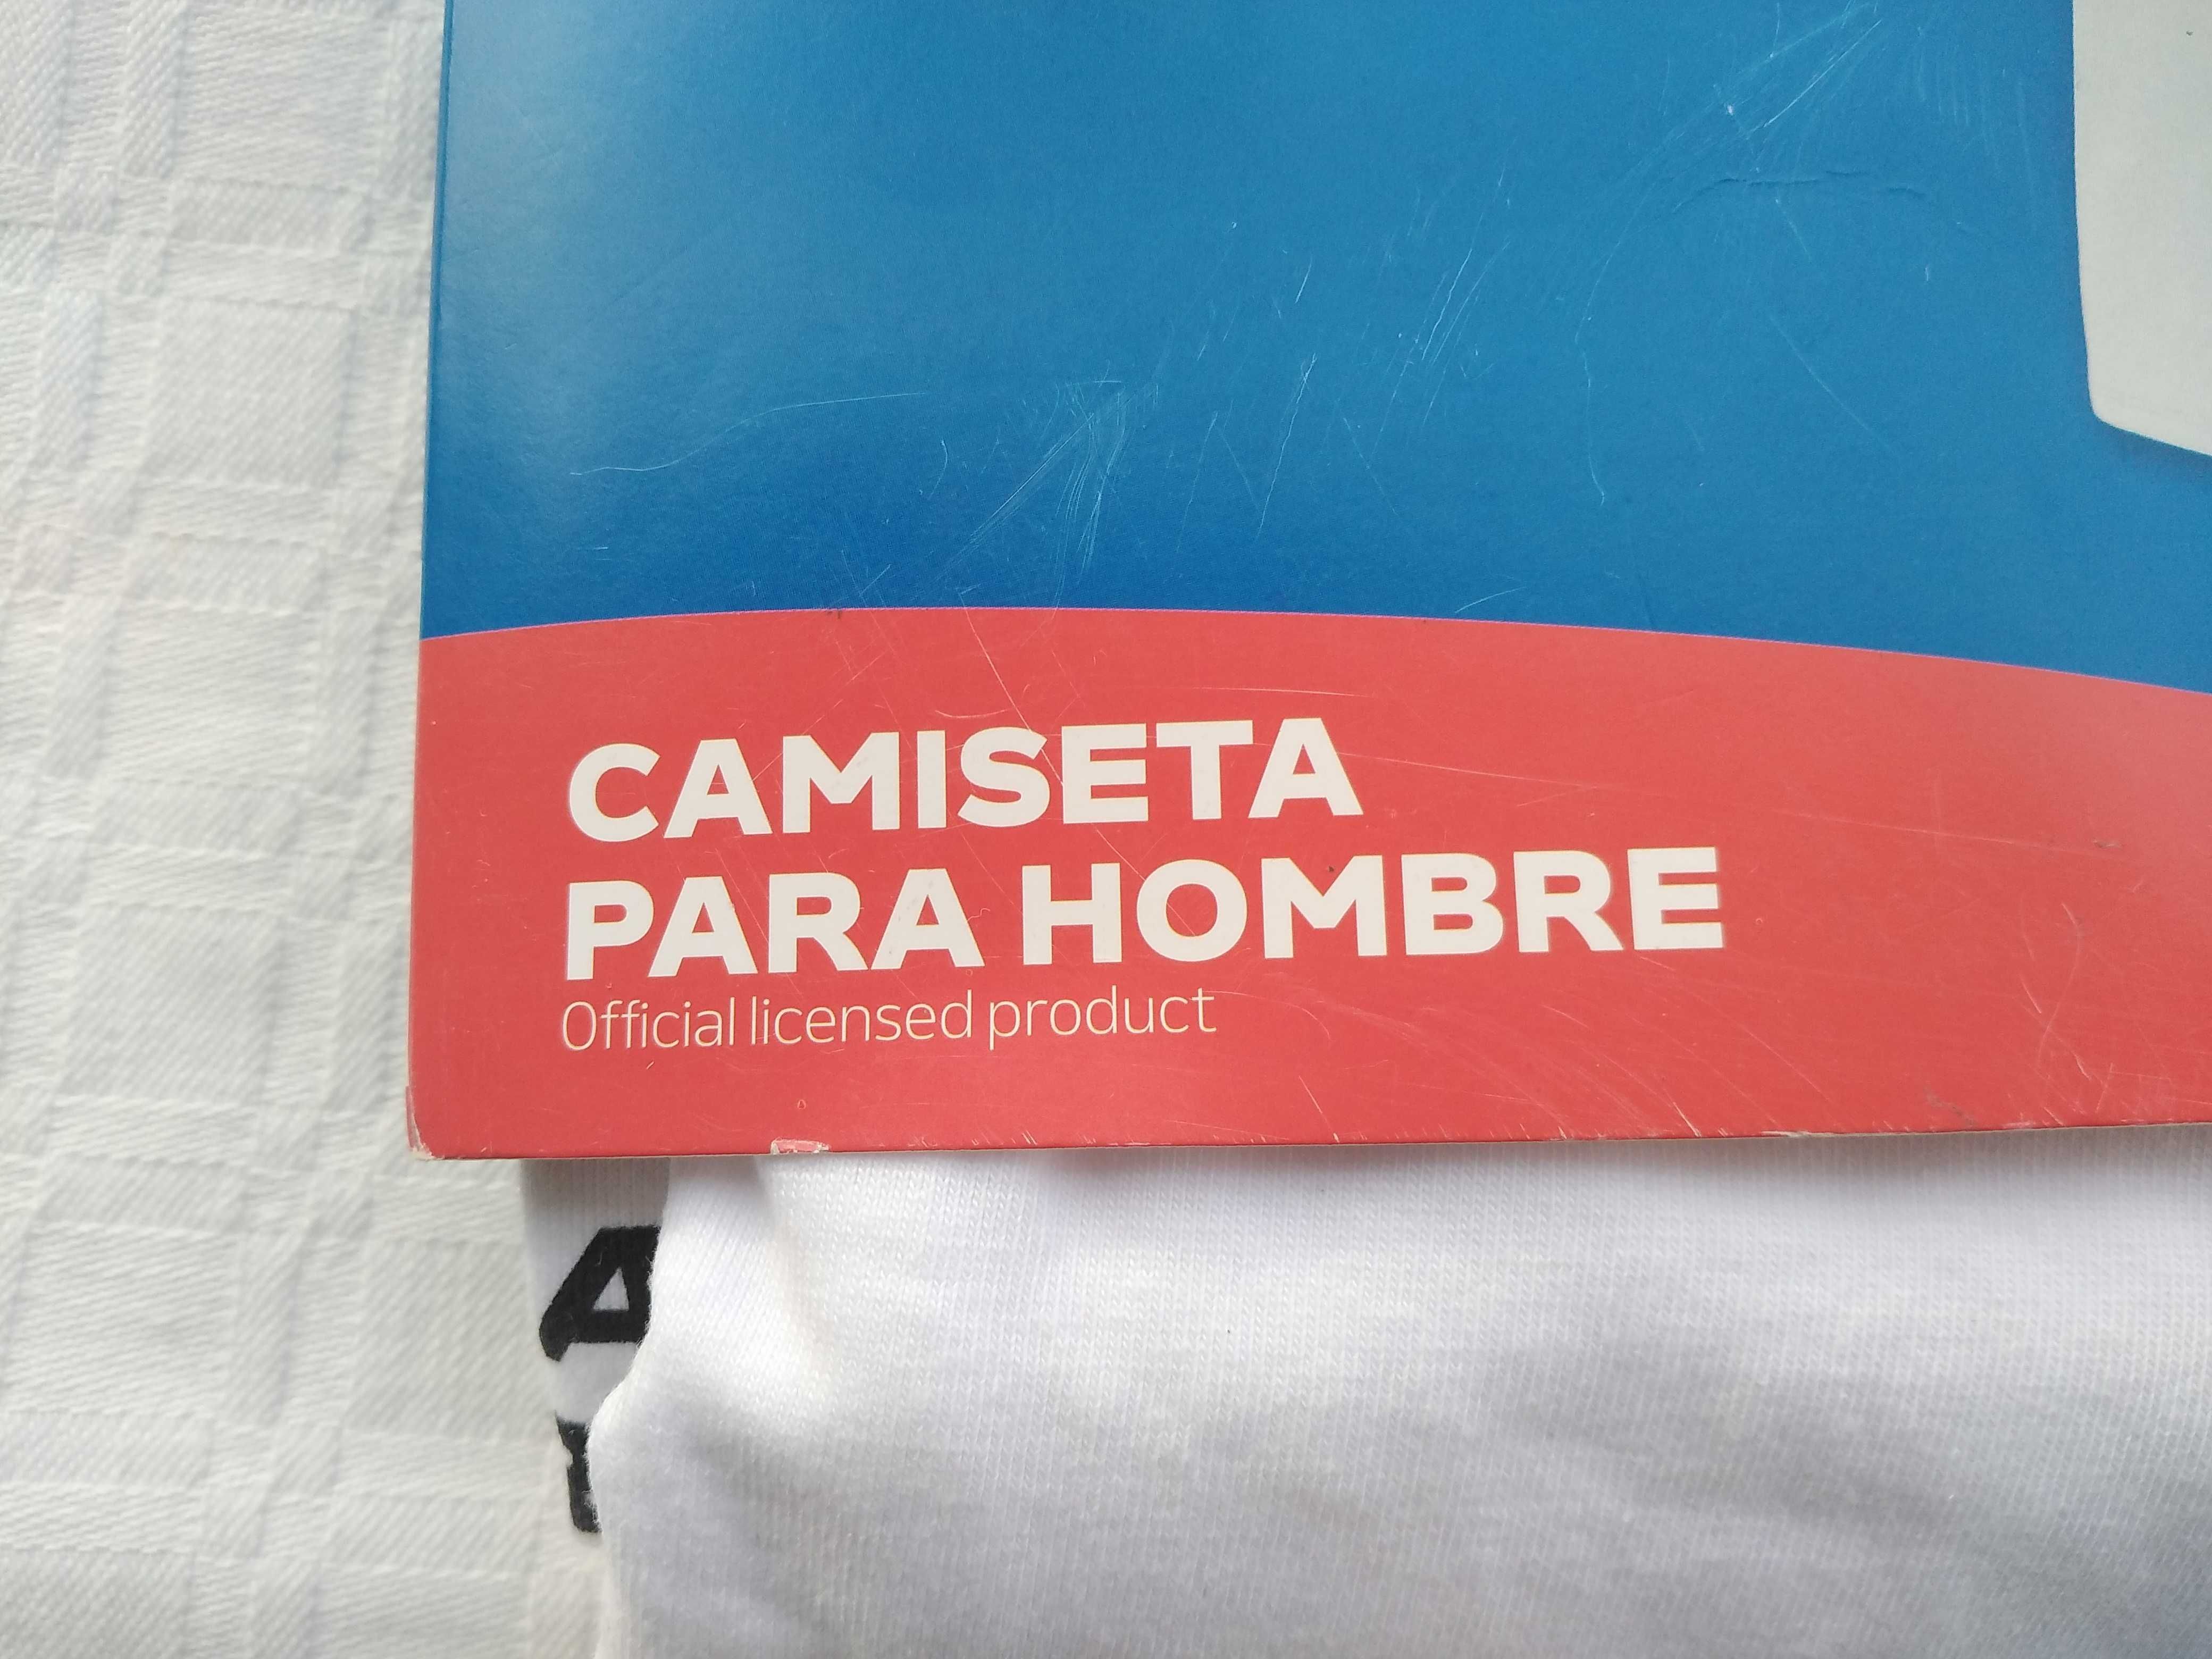 CAMISETA
PARA HOMBRE
Official licensed product